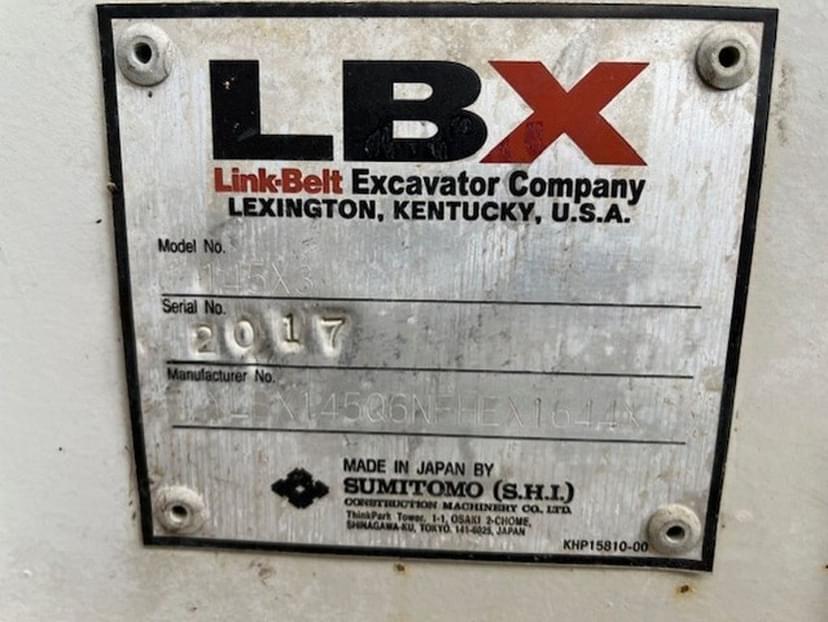 LBX
Link-Belt Excavator Company
LEXINGTON, KENTUCKY, U.S.A.
Model No.
145X3
Serial No.
2017
Manufacturer No.
MADE IN JAPAN BY
SUMITOMO (S.H.I.)
CONSTRUCTION MACHINERY CO., LTD.
ThinkPark Tower, 1-1, OSAKI 2-CHOME,
SHINAGAWA-KU, TOKYO, 141-6025, JAPAN
KHP15810-00